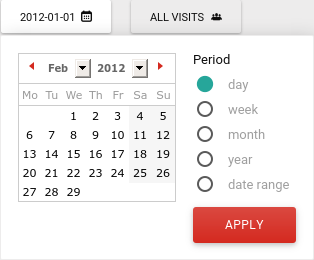 2012-01-01 ALL VISITS
Feb 2012
Mo Tu We Th Fr Sa Su
1 2 3 4 5
6 7 8 9 10 11 12
13 14 15 16 17 18 19
20 21 22 23 24 25 26
27 28 29
Period
day
week
month
year
date range
APPLY